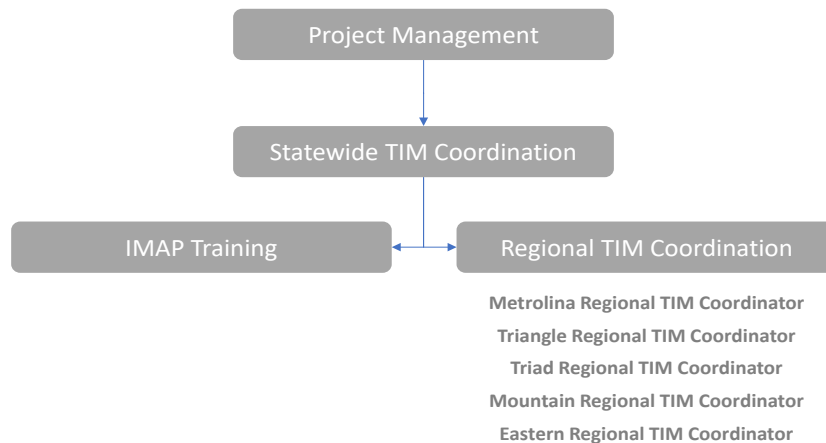 Project Management
Statewide TIM Coordination
IMAP Training
Regional TIM Coordination
Metrolina Regional TIM Coordinator
Triangle Regional TIM Coordinator
Triad Regional TIM Coordinator
Mountain Regional TIM Coordinator
Eastern Regional TIM Coordinator